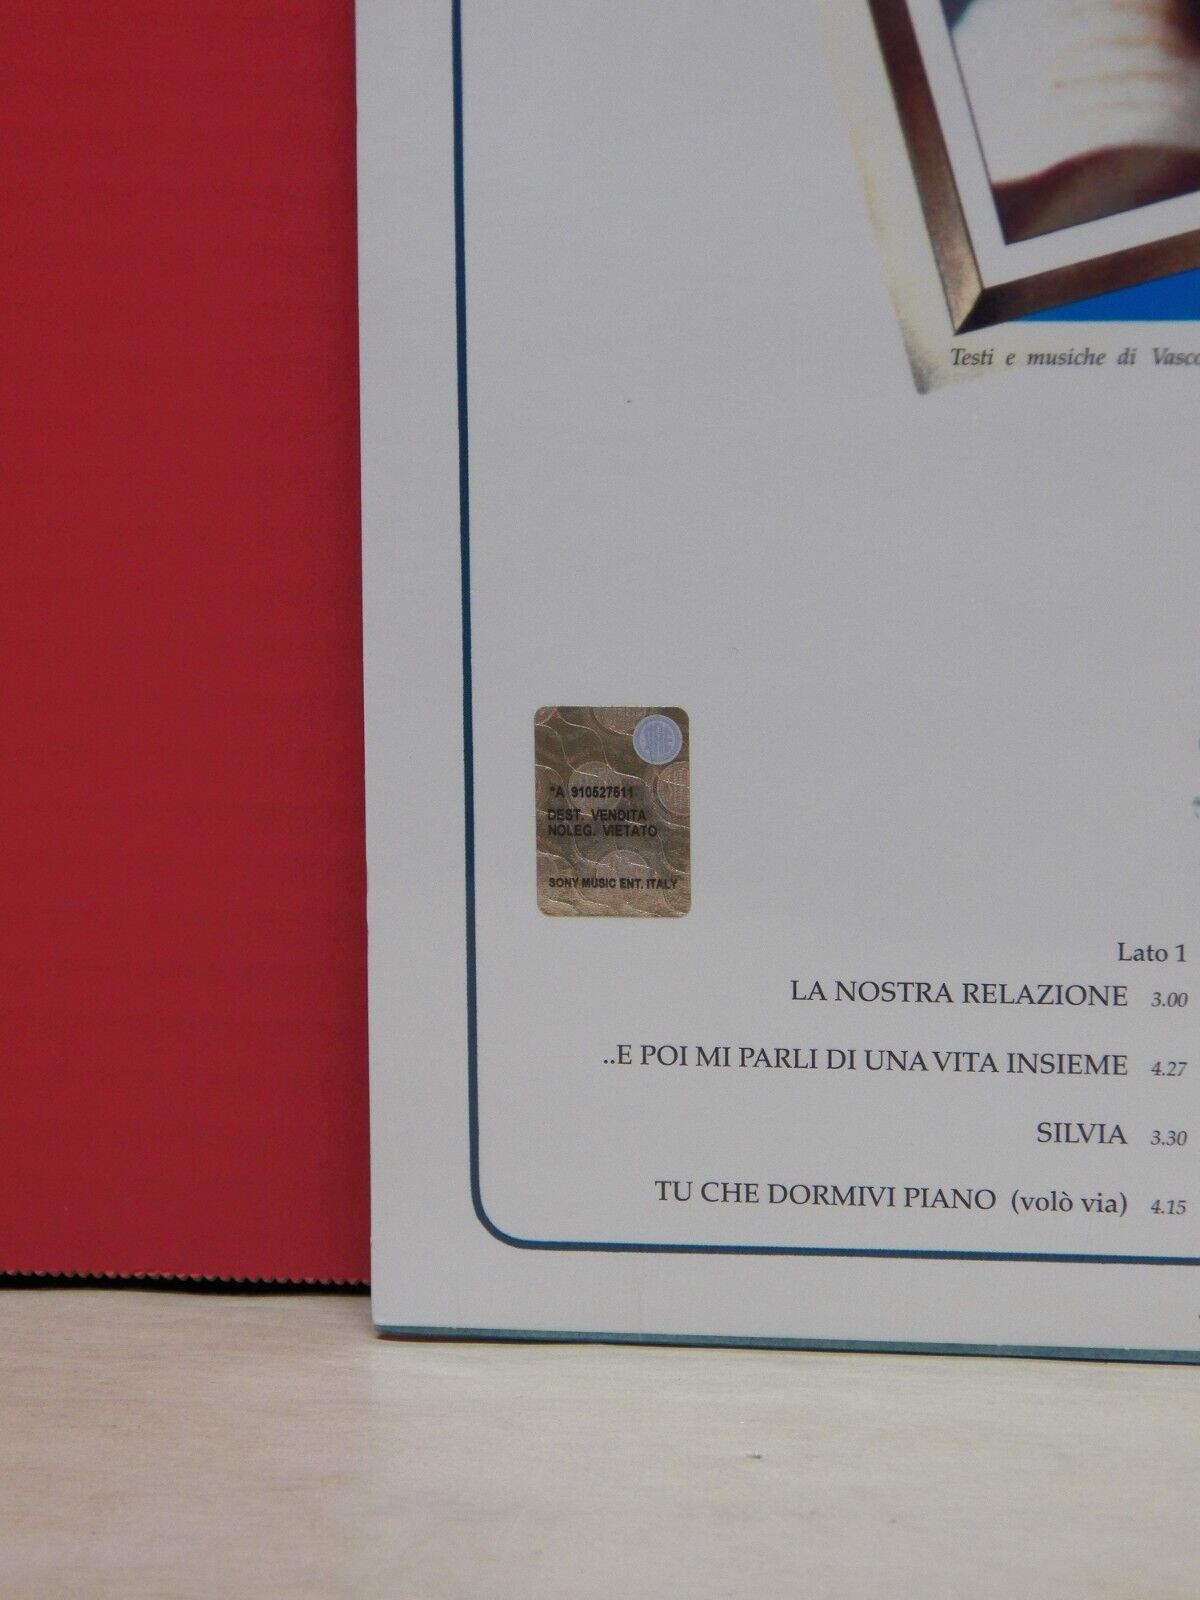 Testi e musiche di Vasco
SIAE
*A 910527511
DEST. VENDITA
NOLEG. VIETATO
SONY MUSIC ENT. ITALY
Lato 1
LA NOSTRA RELAZIONE 3.00
..E POI MI PARLI DI UNA VITA INSIEME 4.27
SILVIA 3.30
TU CHE DORMIVI PIANO (volò via) 4.15